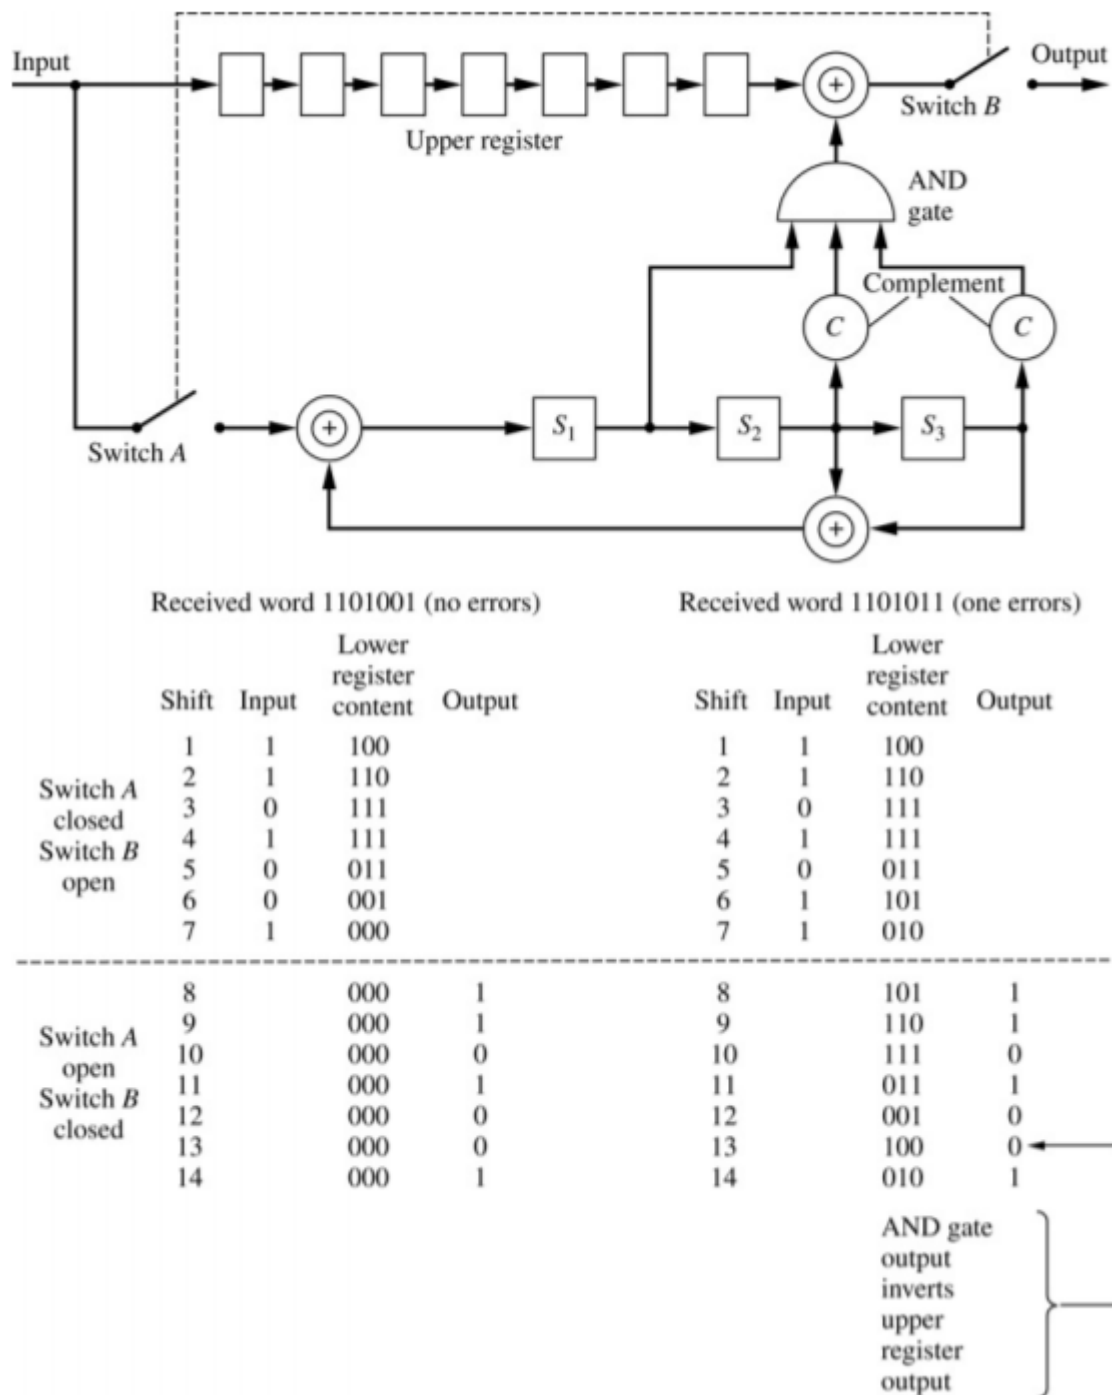 Input
Output
Switch B
Upper register
AND
gate
Complement
C
C
S1
S2
S3
Switch A
Received word 1101001 (no errors)
Lower
register
Shift Input content Output
1 1 100
2 1 110
3 0 111
4 1 111
5 0 011
6 0 001
7 1 000
Switch A
closed
Switch B
open
8 000 1
9 000 1
10 000 0
11 000 1
12 000 0
13 000 0
14 000 1
Switch A
open
Switch B
closed
Received word 1101011 (one errors)
Lower
register
Shift Input content Output
1 1 100
2 1 110
3 0 111
4 1 111
5 0 011
6 1 101
7 1 010
8 101 1
9 110 1
10 111 0
11 011 1
12 001 0
13 100 0
14 010 1
AND gate
output
inverts
upper
register
output